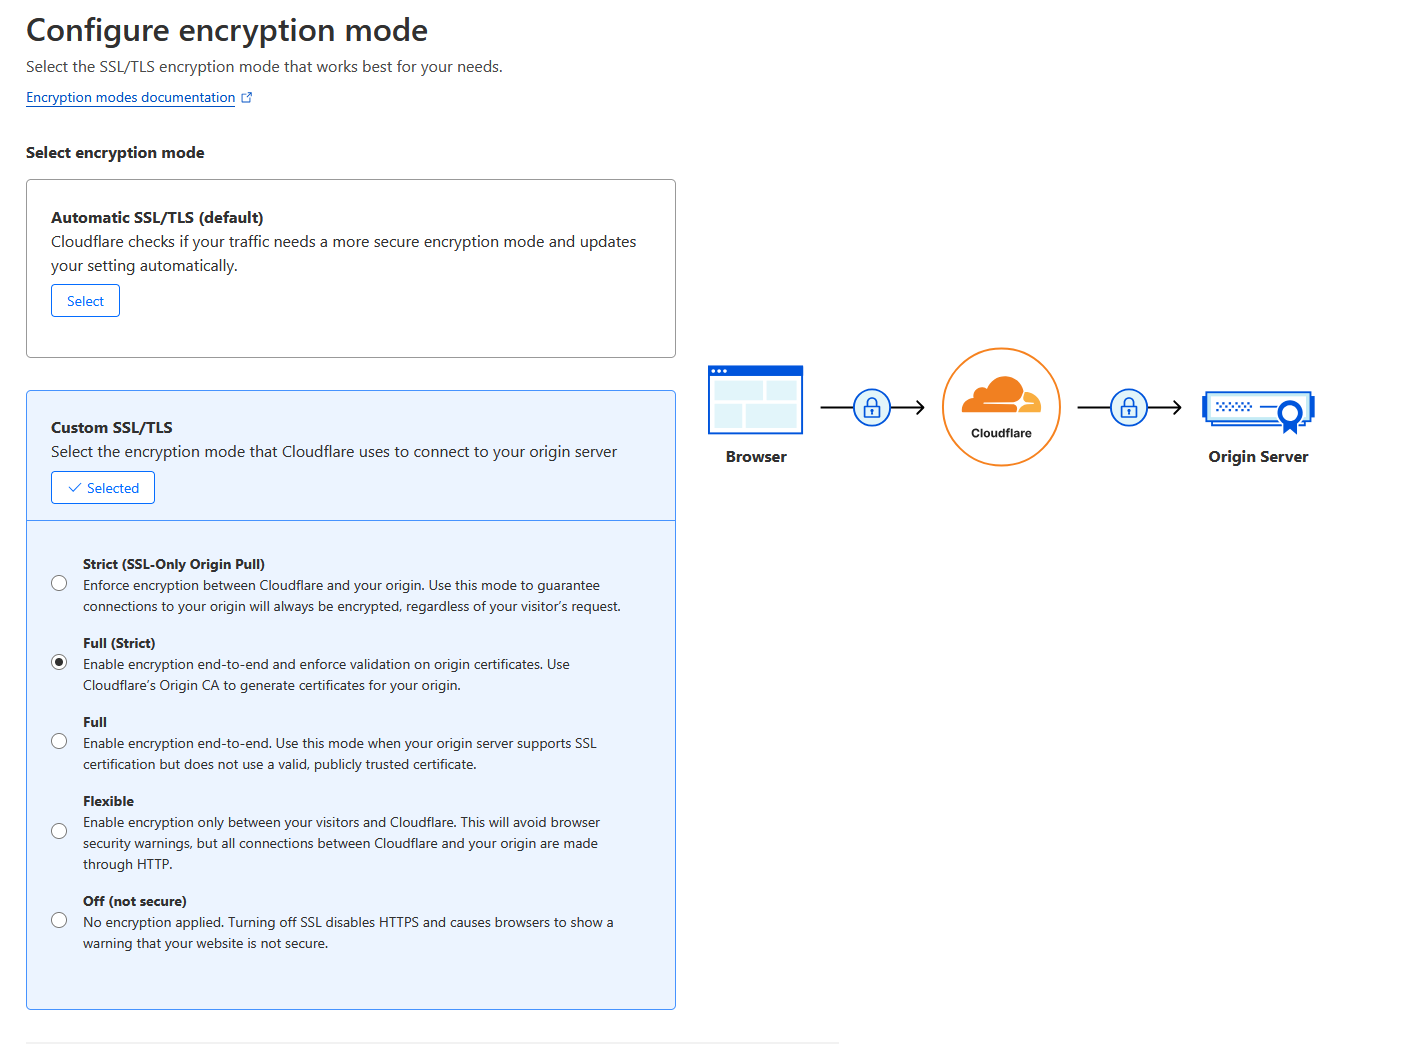 Configure encryption mode
Select the SSL/TLS encryption mode that works best for your needs.
Encryption modes documentation
Select encryption mode
Automatic SSL/TLS (default)
Cloudflare checks if your traffic needs a more secure encryption mode and updates
your setting automatically.
Select
Custom SSL/TLS
Select the encryption mode that Cloudflare uses to connect to your origin server
Selected
Strict (SSL-Only Origin Pull)
Enforce encryption between Cloudflare and your origin. Use this mode to guarantee
connections to your origin will always be encrypted, regardless of your visitor's request.
Full (Strict)
Enable encryption end-to-end and enforce validation on origin certificates. Use
Cloudflare's Origin CA to generate certificates for your origin.
Full
Enable encryption end-to-end. Use this mode when your origin server supports SSL
certification but does not use a valid, publicly trusted certificate.
Flexible
Enable encryption only between your visitors and Cloudflare. This will avoid browser
security warnings, but all connections between Cloudflare and your origin are made
through HTTP.
Off (not secure)
No encryption applied. Turning off SSL disables HTTPS and causes browsers to show a
warning that your website is not secure.
Browser
Cloudflare
Origin Server